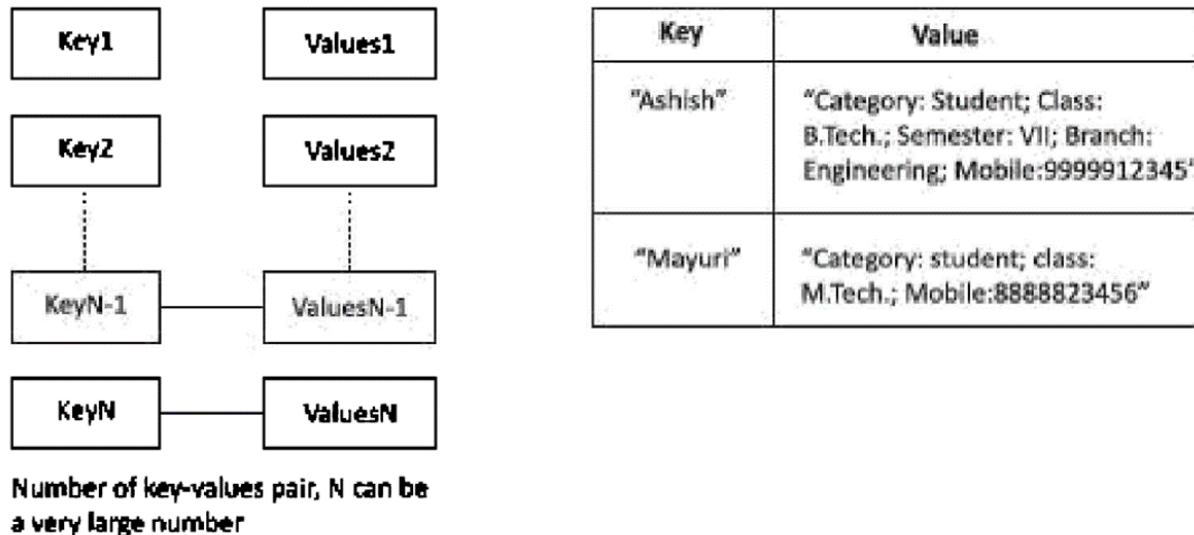 Key1 Values1
Key2 Values2
KeyN-1 ValuesN-1
KeyN ValuesN
Number of key-values pair, N can be
a very large number
Key Value
"Ashish" "Category: Student; Class:
B.Tech.; Semester: VII; Branch:
Engineering; Mobile:9999912345"
"Mayuri" "Category: student; class:
M.Tech.; Mobile:8888823456"